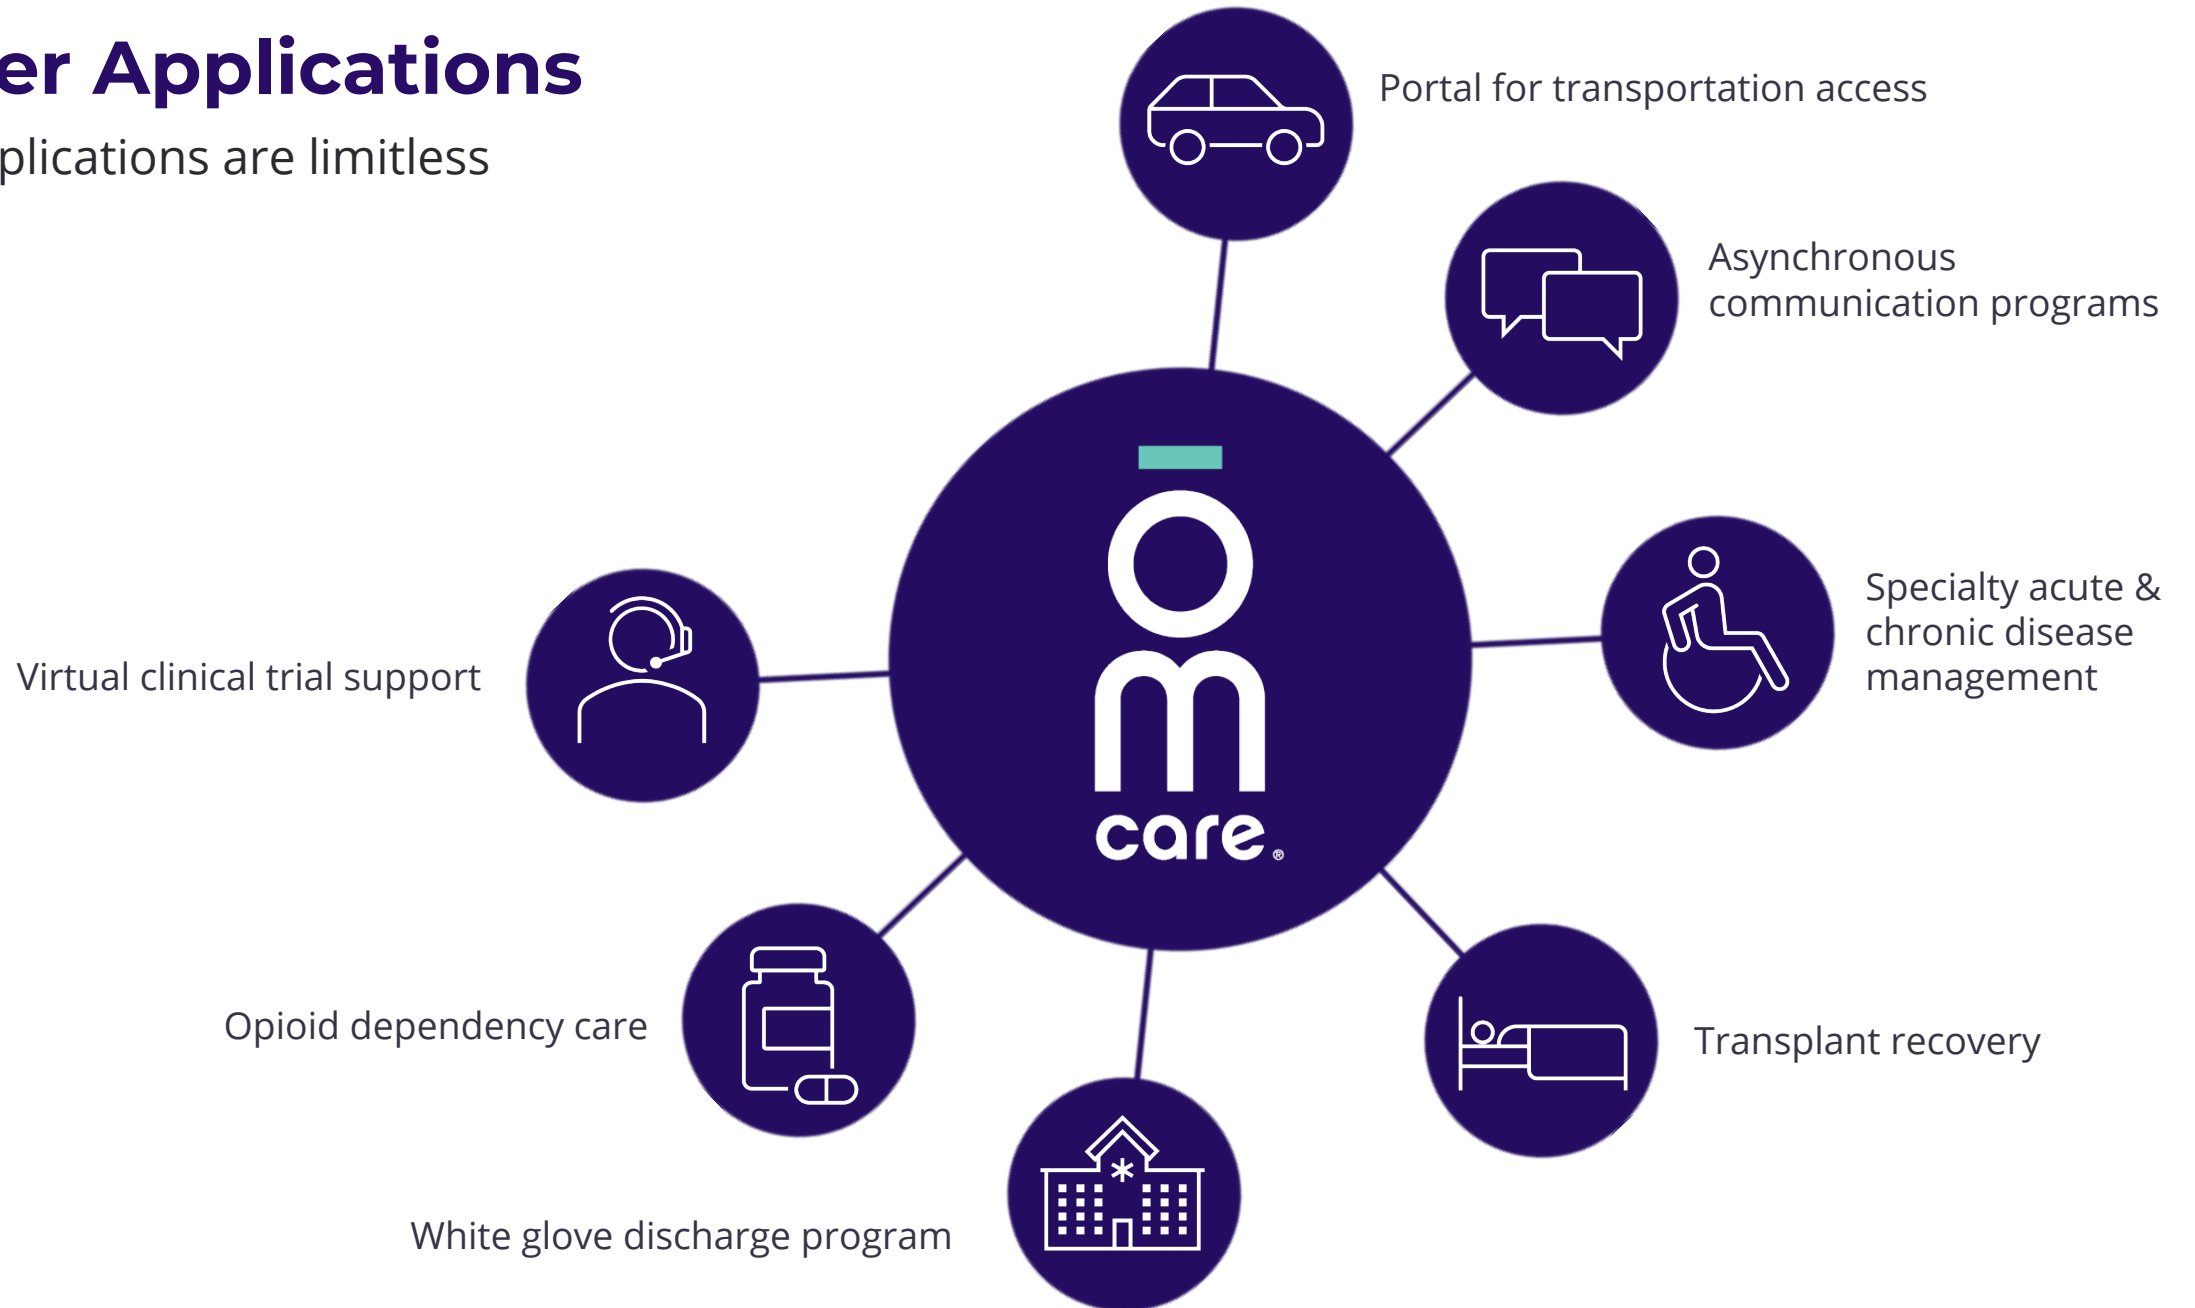 er Applications
plications are limitless
Portal for transportation access
Asynchronous
communication programs
Specialty acute &
chronic disease
management
Transplant recovery
White glove discharge program
Opioid dependency care
Virtual clinical trial support
ōm
care®